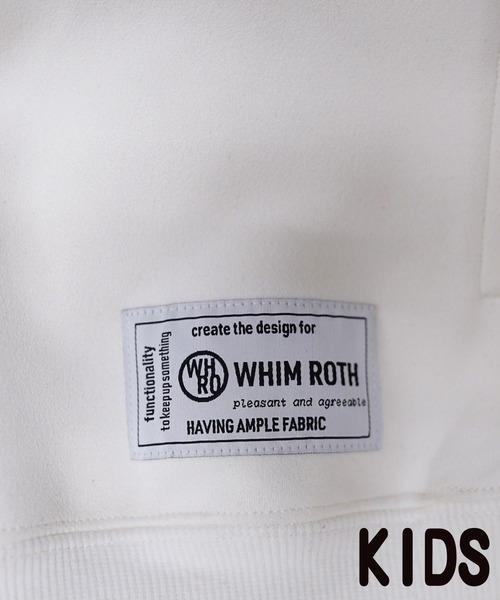 create the design for
functionality
to keep up something
WH
RO
WHIM ROTH
pleasant and agreeable
HAVING AMPLE FABRIC
KIDS